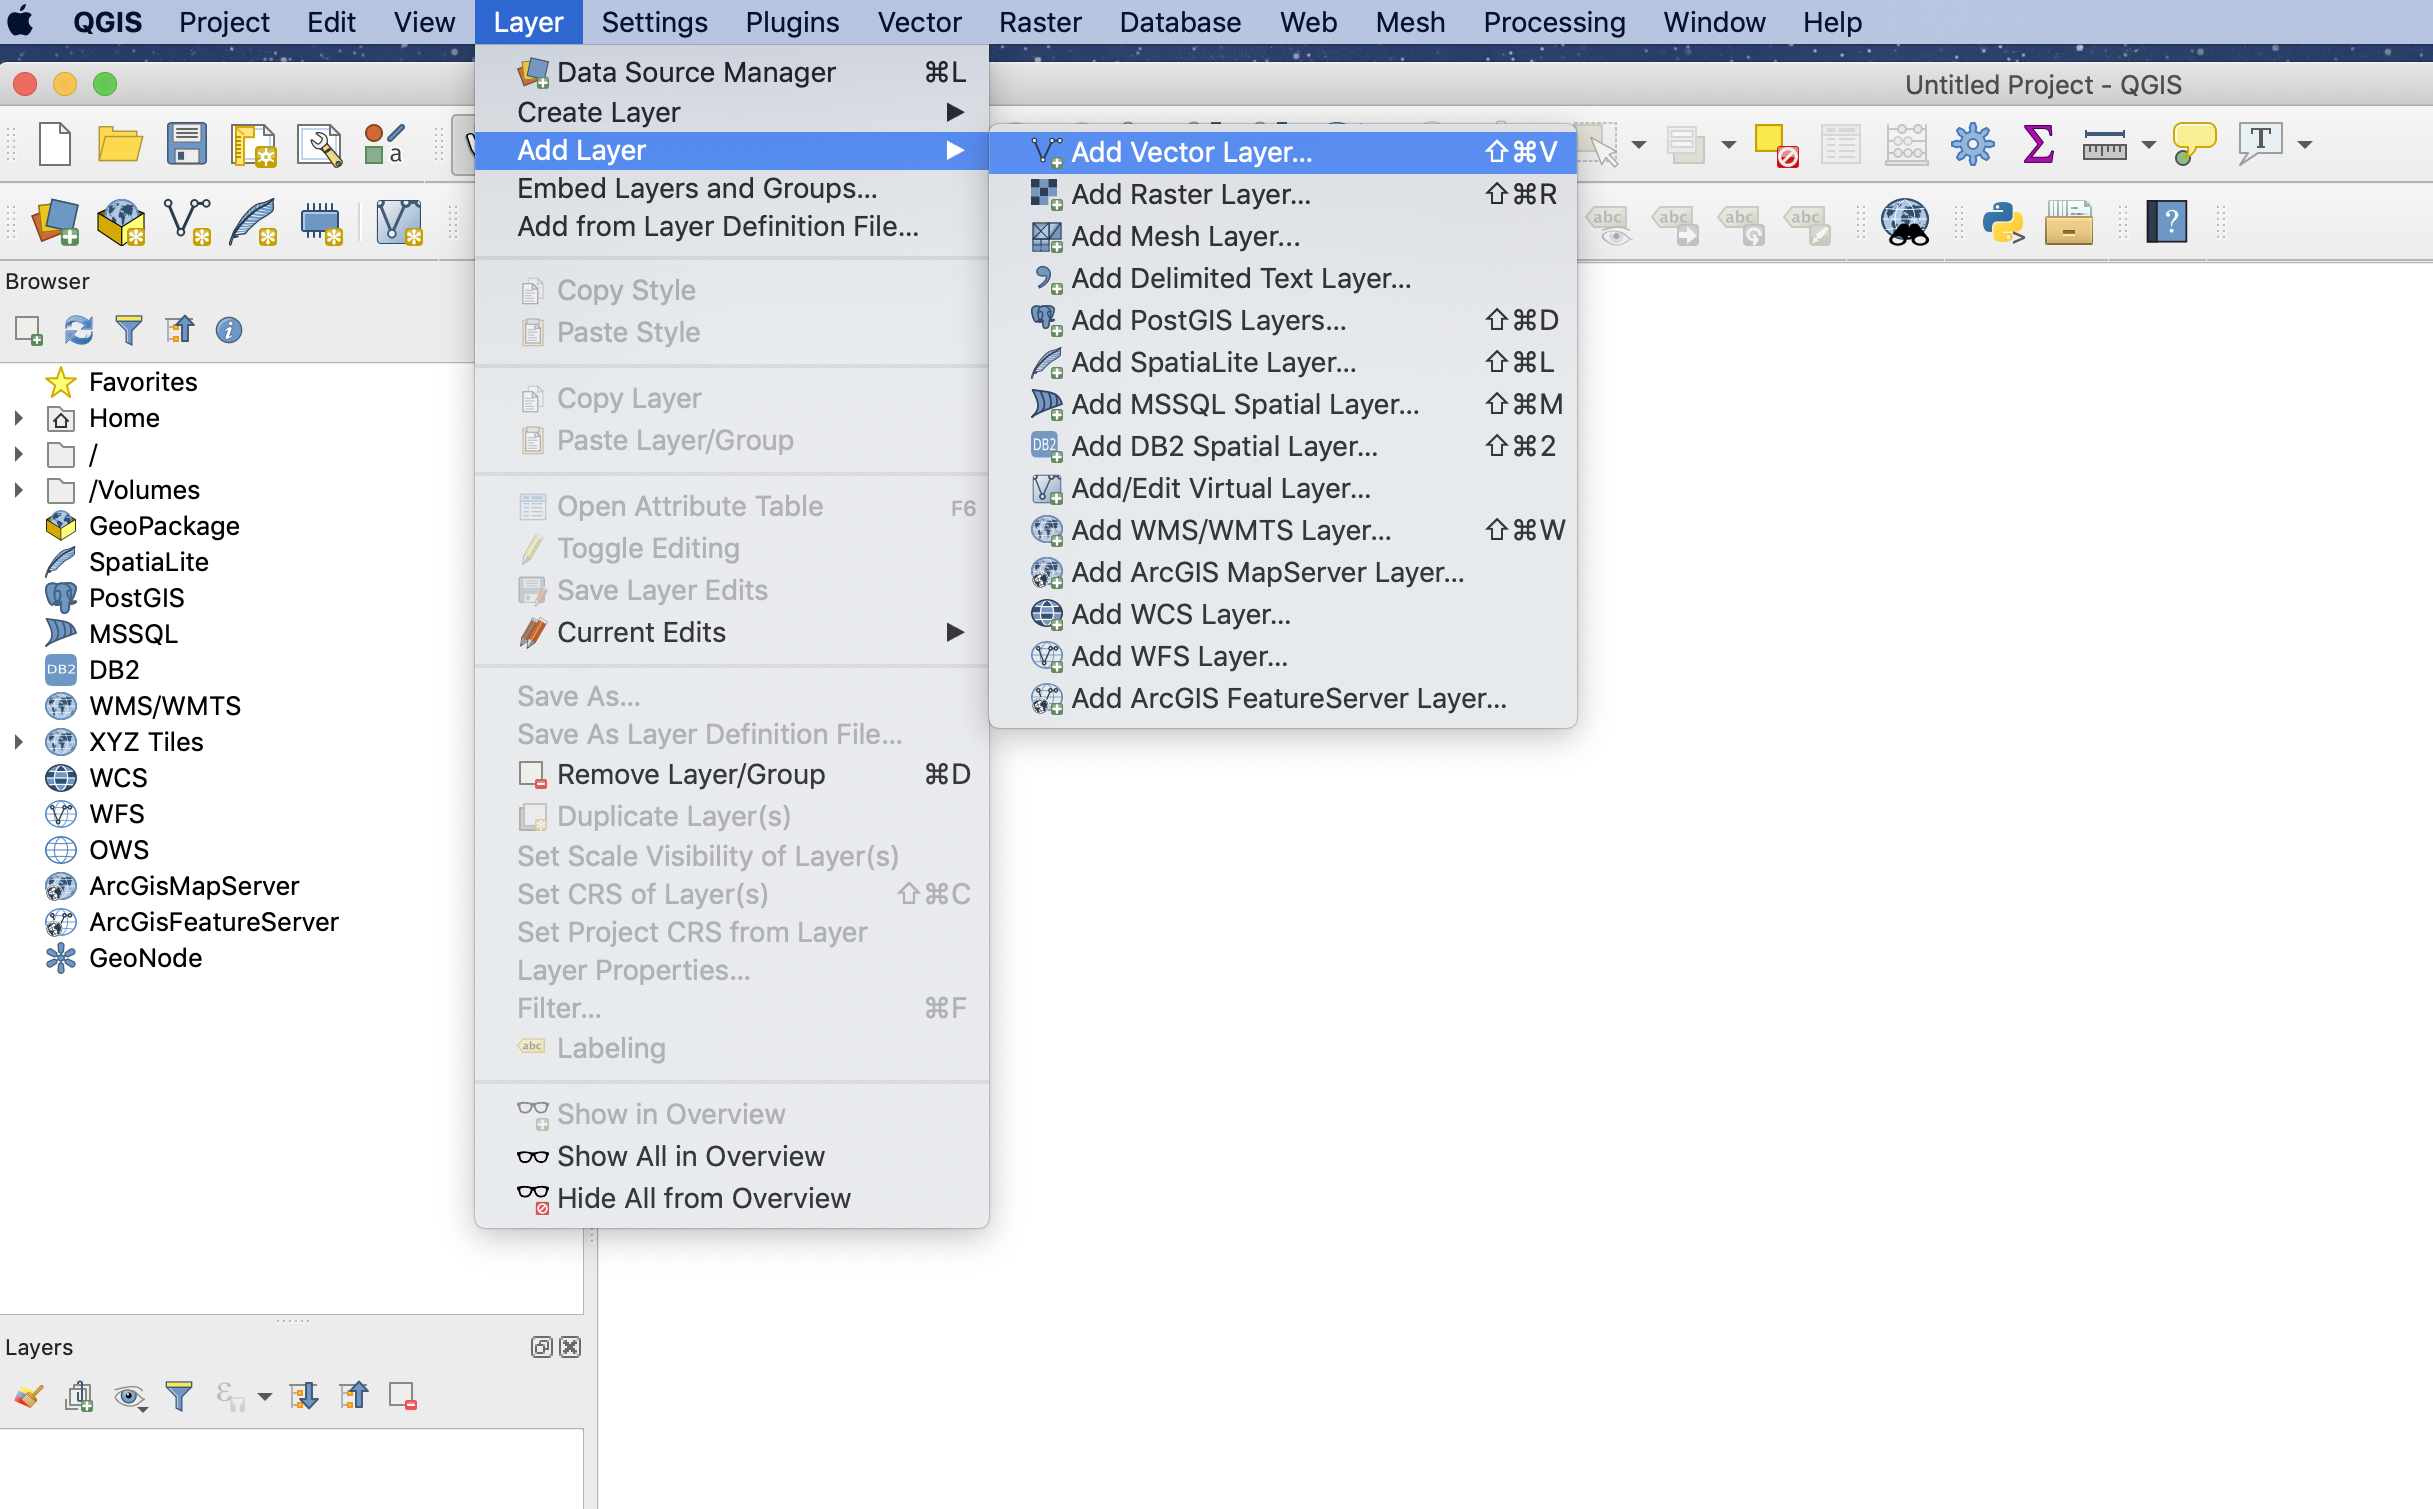 QGIS Project Edit View Layer Settings Plugins Vector Raster Database Web Mesh Processing Window Help
Untitled Project - QGIS
Data Source Manager ⌘L
Create Layer
Add Layer
Embed Layers and Groups...
Add from Layer Definition File...
Copy Style
Paste Style
Copy Layer
Paste Layer/Group
Open Attribute Table F6
Toggle Editing
Save Layer Edits
Current Edits
Save As...
Save As Layer Definition File...
Remove Layer/Group ⌘D
Duplicate Layer(s)
Set Scale Visibility of Layer(s)
Set CRS of Layer(s) ⇧⌘C
Set Project CRS from Layer
Layer Properties...
Filter... ⌘F
abc Labeling
Show in Overview
Show All in Overview
Hide All from Overview
Add Vector Layer... ⇧⌘V
Add Raster Layer... ⇧⌘R
Add Mesh Layer...
Add Delimited Text Layer...
Add PostGIS Layers... ⇧⌘D
Add SpatiaLite Layer... ⇧⌘L
Add MSSQL Spatial Layer... ⇧⌘M
DB2 Add DB2 Spatial Layer... ⇧⌘2
Add/Edit Virtual Layer...
Add WMS/WMTS Layer... ⇧⌘W
Add ArcGIS MapServer Layer...
Add WCS Layer...
Add WFS Layer...
Add ArcGIS FeatureServer Layer...
a
Σ
T
abc abc abc abc
?
Browser
Favorites
Home
/
/Volumes
GeoPackage
SpatiaLite
PostGIS
MSSQL
DB2 DB2
WMS/WMTS
XYZ Tiles
WCS
WFS
OWS
ArcGisMapServer
ArcGisFeatureServer
GeoNode
Layers
ε